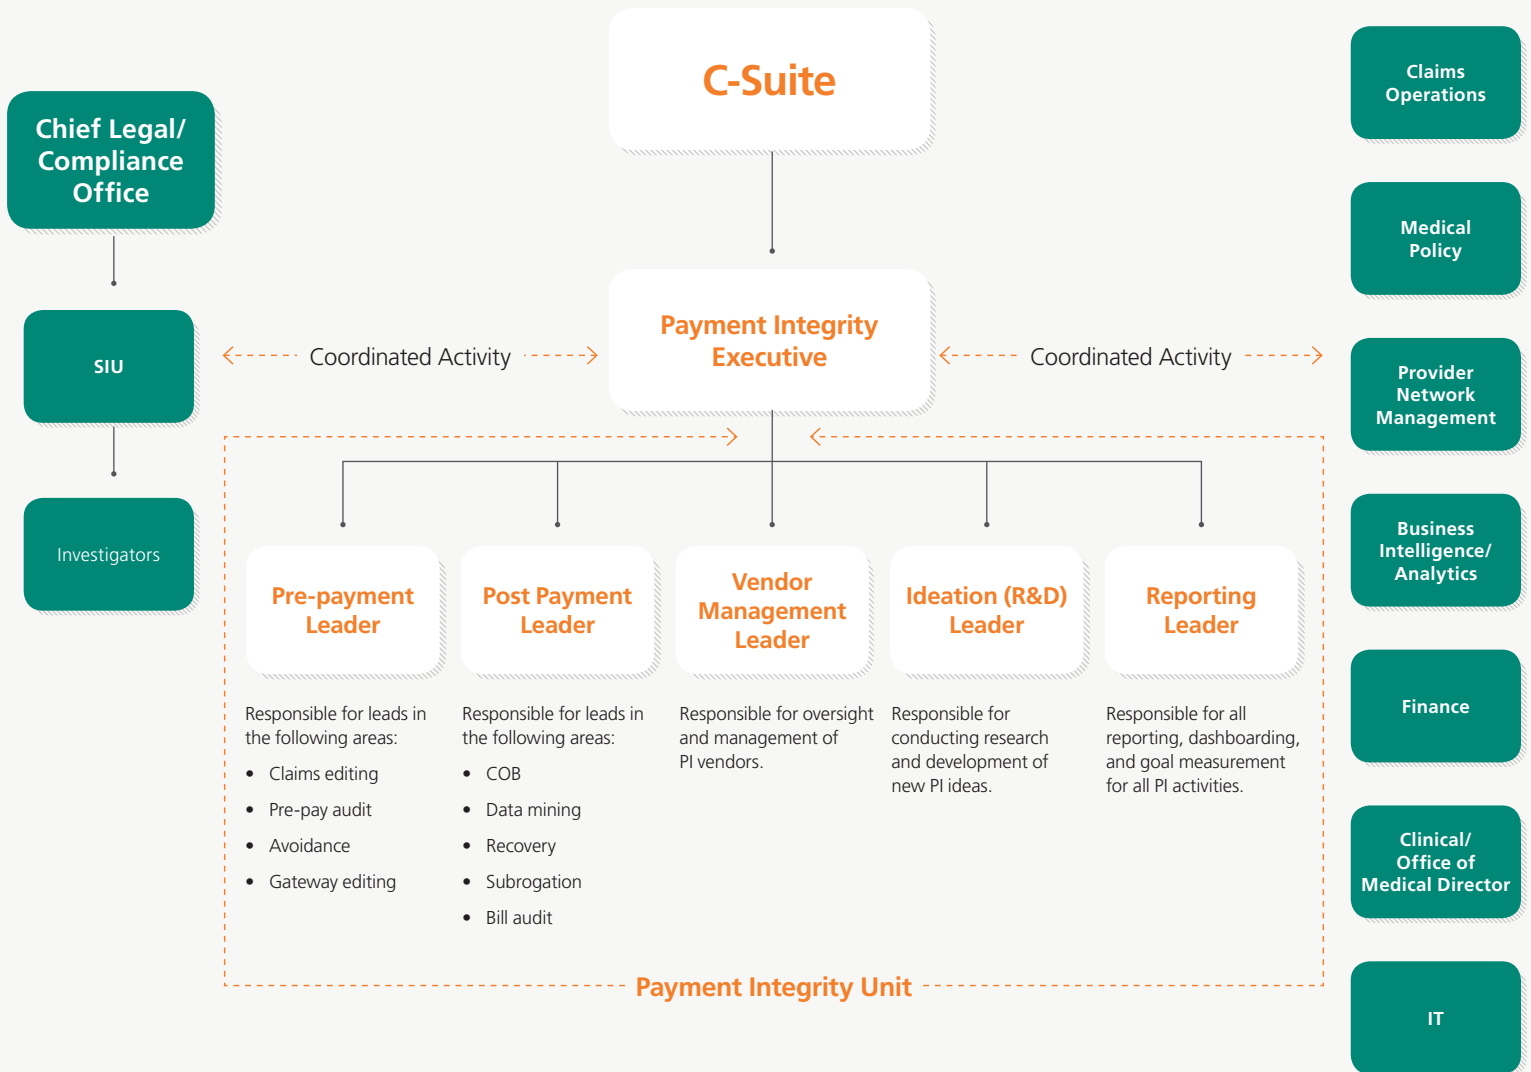 C-Suite
Chief Legal/
Compliance
Office
SIU
Investigators
Coordinated Activity
Payment Integrity
Executive
Coordinated Activity
Pre-payment
Leader
Responsible for leads in
the following areas:
• Claims editing
• Pre-pay audit
• Avoidance
• Gateway editing
Post Payment
Leader
Responsible for leads in
the following areas:
• COB
• Data mining
• Recovery
• Subrogation
• Bill audit
Vendor
Management
Leader
Responsible for oversight
and management of
PI vendors.
Ideation (R&D)
Leader
Responsible for
conducting research
and development of
new PI ideas.
Reporting
Leader
Responsible for all
reporting, dashboarding,
and goal measurement
for all PI activities.
Payment Integrity Unit
Claims
Operations
Medical
Policy
Provider
Network
Management
Business
Intelligence/
Analytics
Finance
Clinical/
Office of
Medical Director
IT